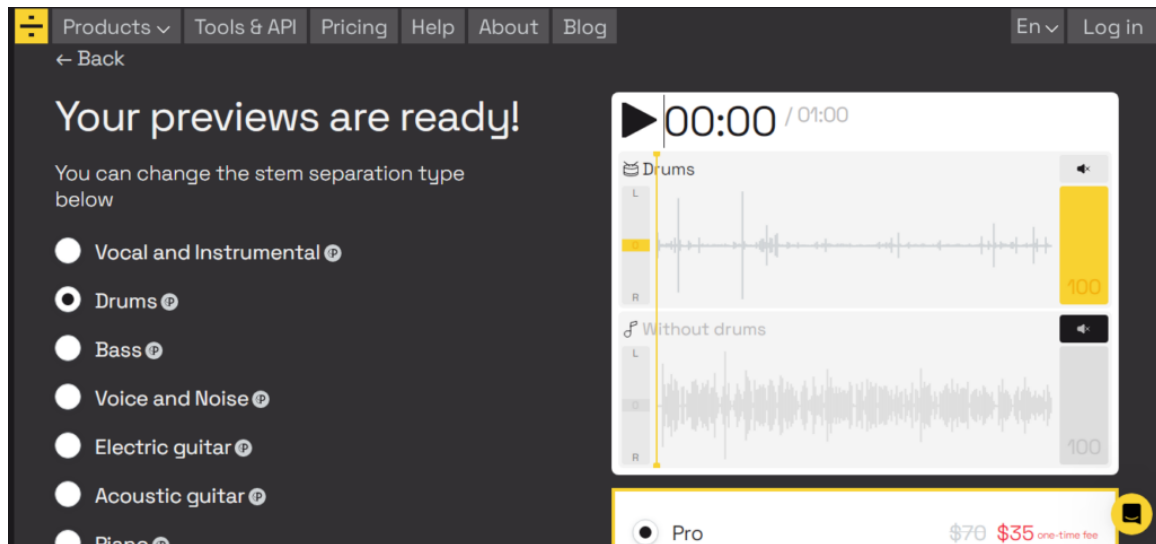 Products Tools & API Pricing Help About Blog En Log in
← Back
Your previews are ready!
You can change the stem separation type
below
Vocal and Instrumental P
Drums P
Bass P
Voice and Noise P
Electric guitar P
Acoustic guitar P
Piano
00:00 / 01:00
Drums
L
C
R
100
Without drums
L
C
R
100
Pro $70 $35 one-time fee